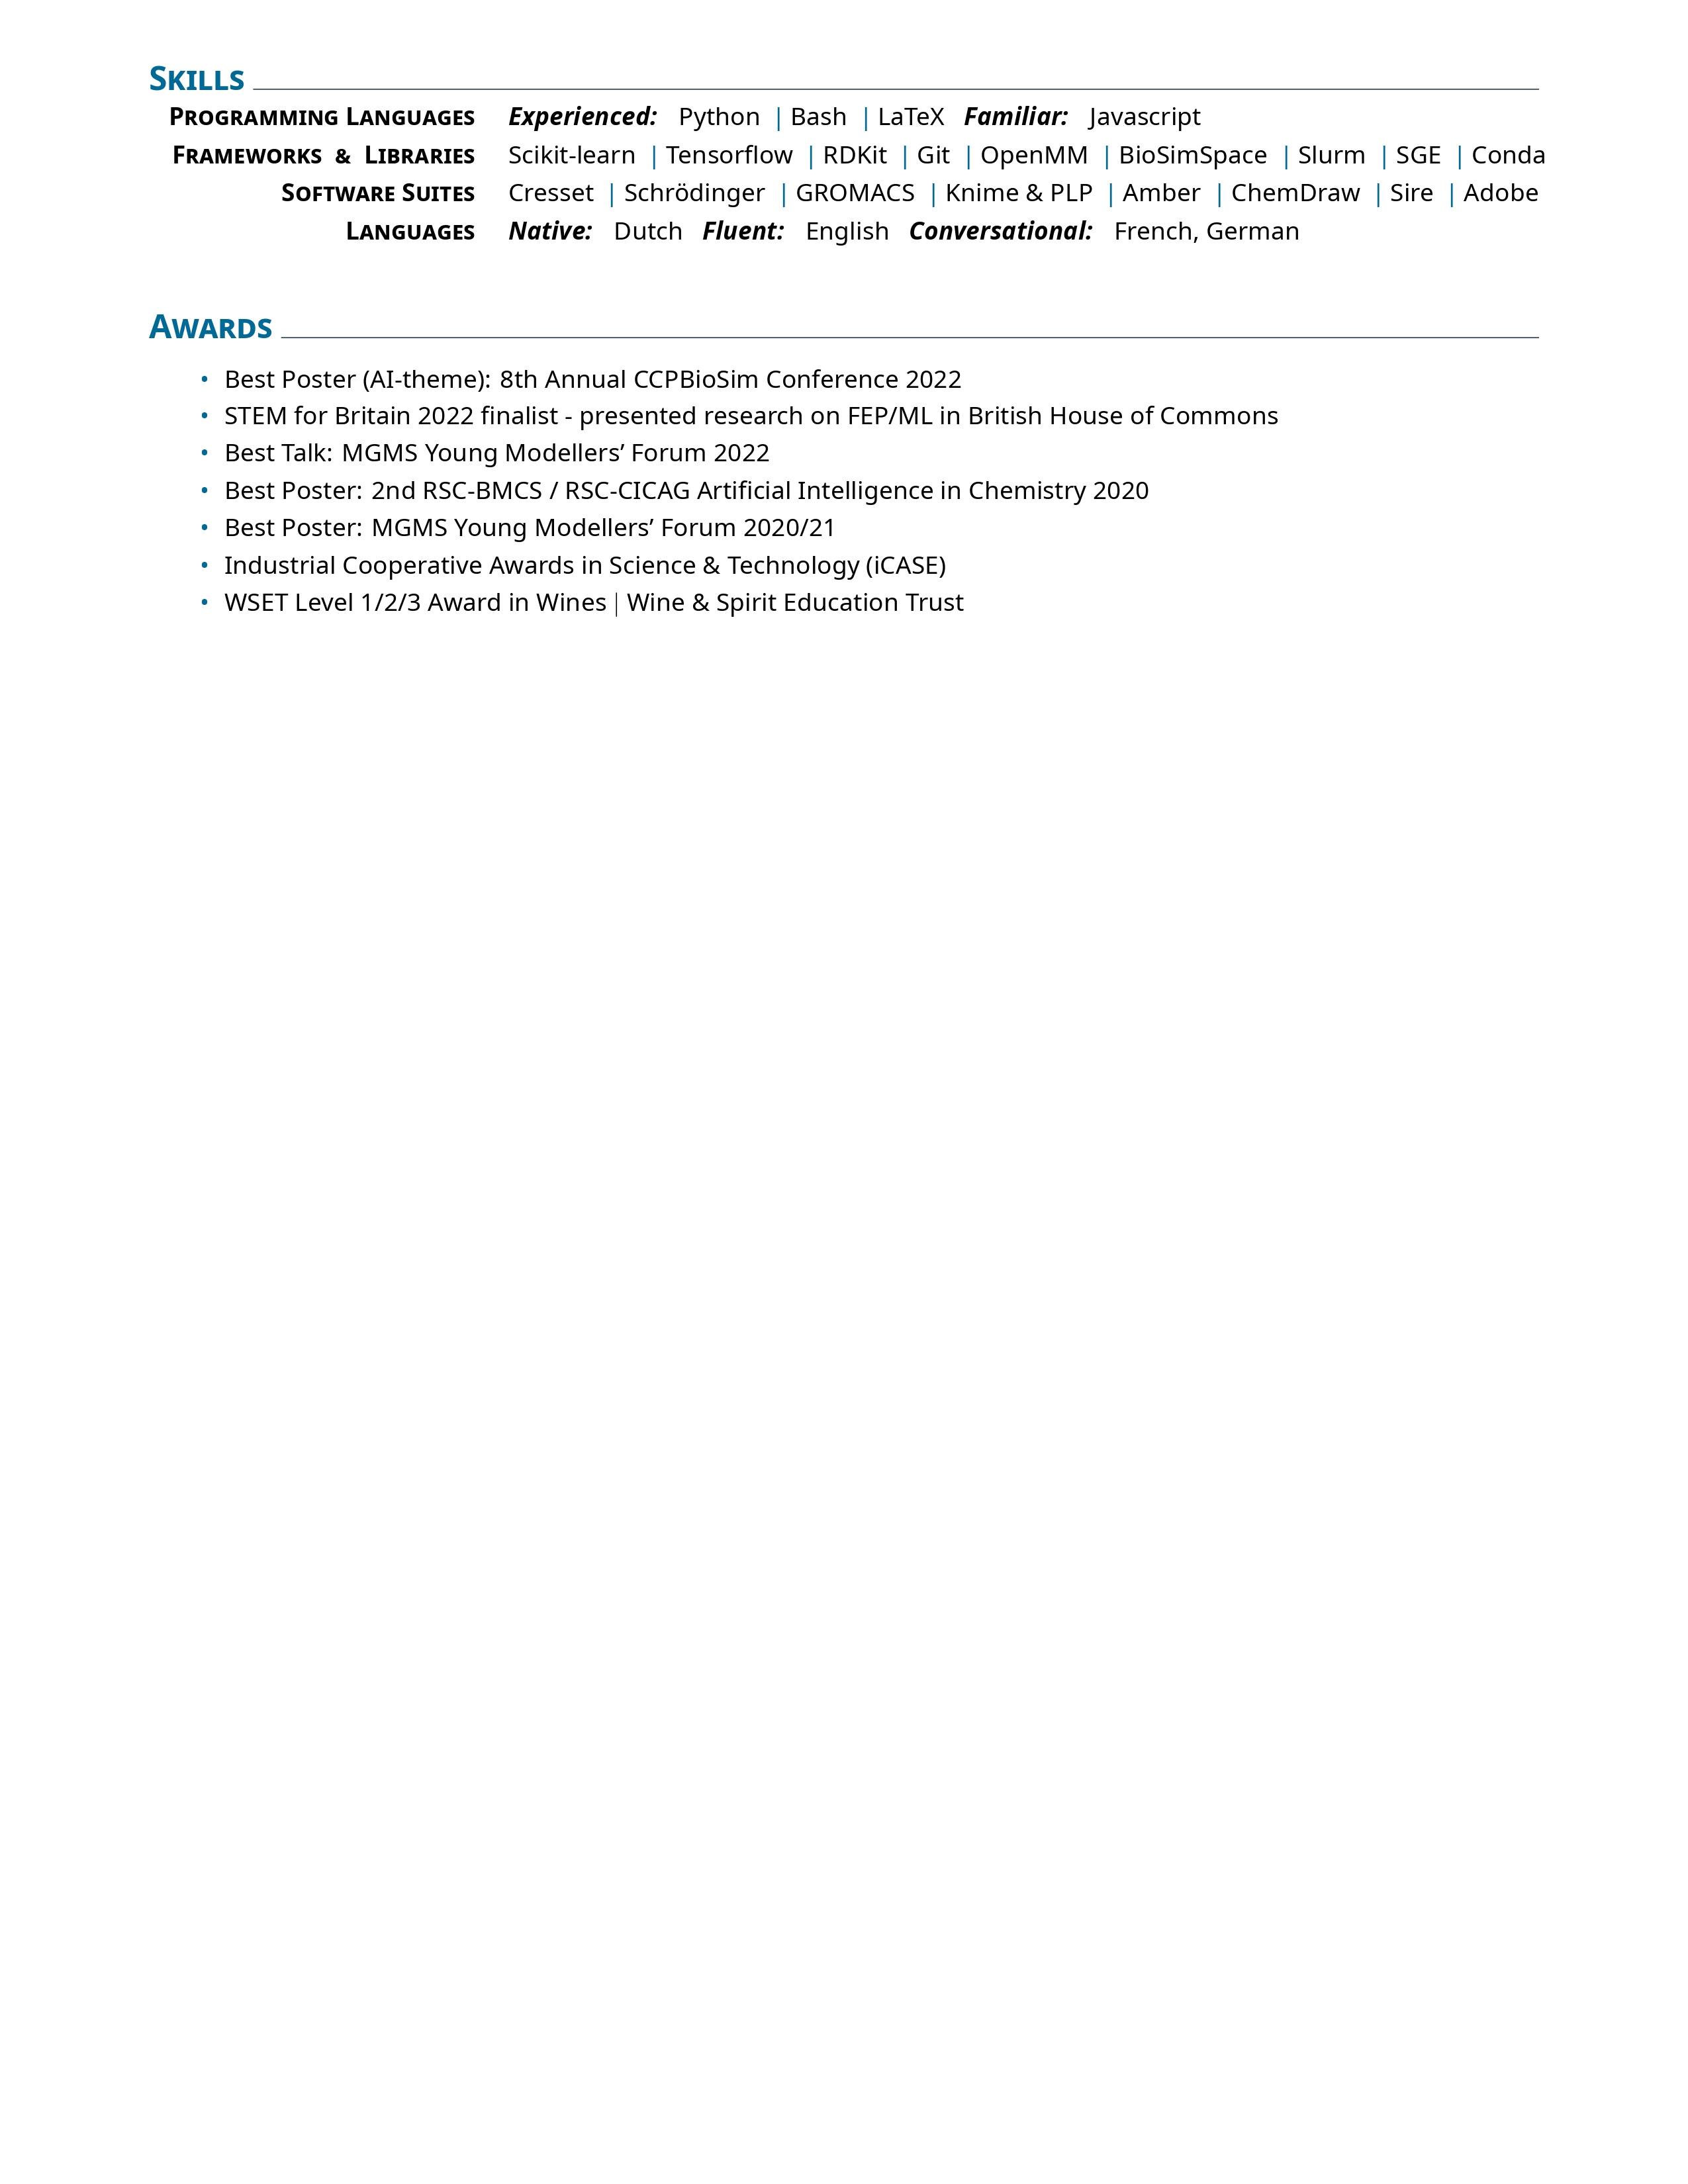 SKILLS
PROGRAMMING LANGUAGES Experienced: Python | Bash | LaTeX Familiar: Javascript
FRAMEWORKS & LIBRARIES Scikit-learn | Tensorflow | RDKit | Git | OpenMM | BioSimSpace | Slurm | SGE | Conda
SOFTWARE SUITES Cresset | Schrödinger | GROMACS | Knime & PLP | Amber | ChemDraw | Sire | Adobe
LANGUAGES Native: Dutch Fluent: English Conversational: French, German
AWARDS
• Best Poster (AI-theme): 8th Annual CCPBioSim Conference 2022
• STEM for Britain 2022 finalist - presented research on FEP/ML in British House of Commons
• Best Talk: MGMS Young Modellers’ Forum 2022
• Best Poster: 2nd RSC-BMCS / RSC-CICAG Artificial Intelligence in Chemistry 2020
• Best Poster: MGMS Young Modellers’ Forum 2020/21
• Industrial Cooperative Awards in Science & Technology (iCASE)
• WSET Level 1/2/3 Award in Wines | Wine & Spirit Education Trust